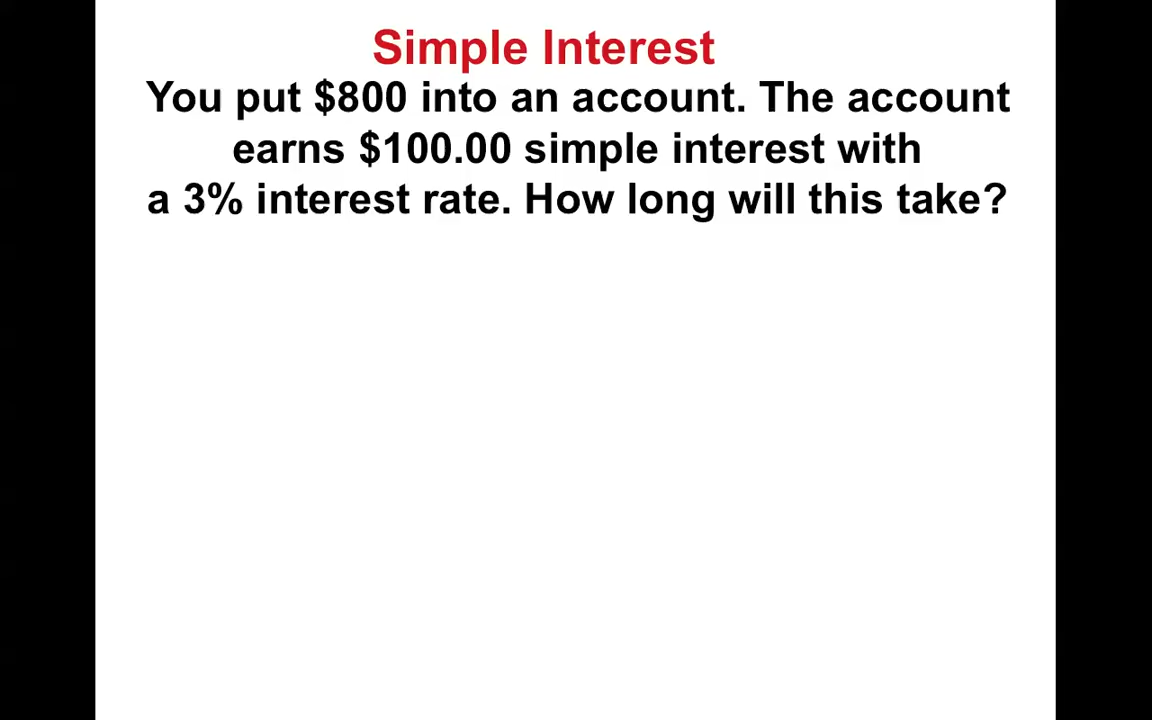 Simple Interest
You put $800 into an account. The account
earns $100.00 simple interest with
a 3% interest rate. How long will this take?